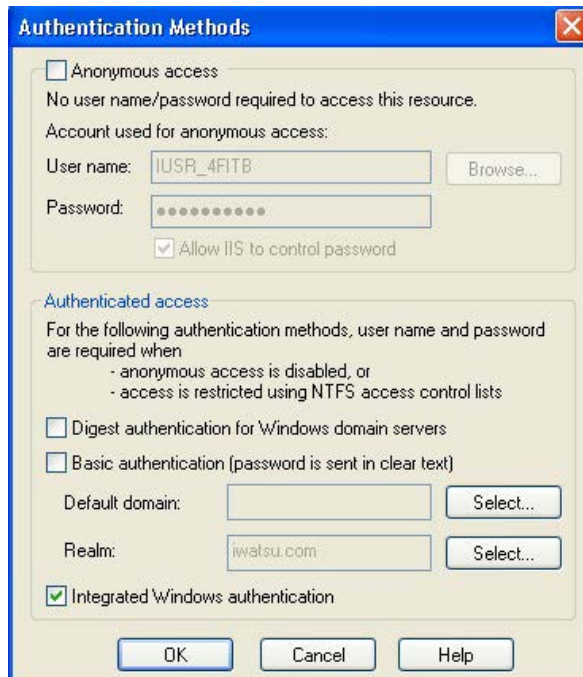 Authentication Methods
Anonymous access
No user name/password required to access this resource.
Account used for anonymous access:
User name: IUSR_4FITB Browse...
Password: ●●●●●●●●●●
Allow IIS to control password
Authenticated access
For the following authentication methods, user name and password
are required when
- anonymous access is disabled, or
- access is restricted using NTFS access control lists
Digest authentication for Windows domain servers
Basic authentication (password is sent in clear text)
Default domain: Select...
Realm: iwatsu.com Select...
Integrated Windows authentication
OK Cancel Help